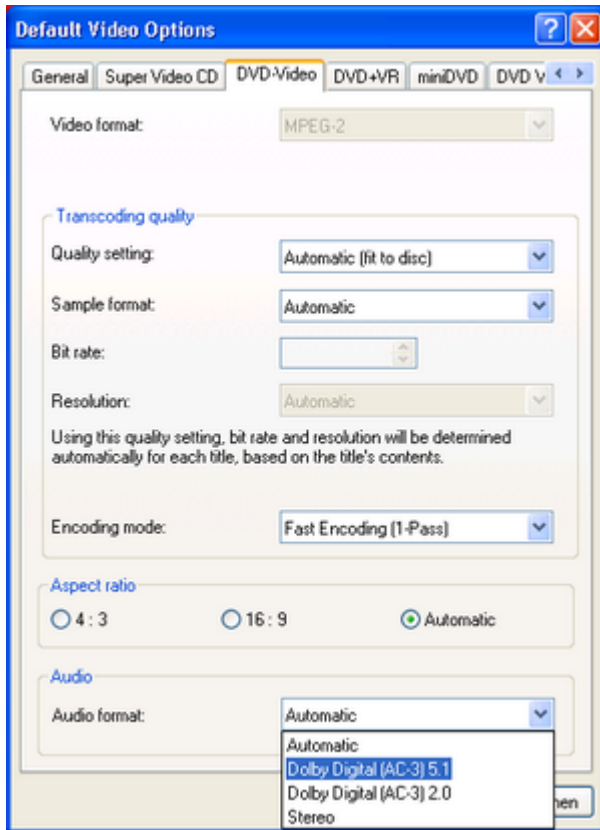 Default Video Options
General Super Video CD DVD-Video DVD+VR miniDVD DVD V
Video format: MPEG-2
Transcoding quality
Quality setting: Automatic (fit to disc)
Sample format: Automatic
Bit rate:
Resolution: Automatic
Using this quality setting, bit rate and resolution will be determined
automatically for each title, based on the title's contents.
Encoding mode: Fast Encoding (1-Pass)
Aspect ratio
4 : 3 16 : 9 Automatic
Audio
Audio format: Automatic
Automatic
Dolby Digital (AC-3) 5.1
Dolby Digital (AC-3) 2.0
Stereo